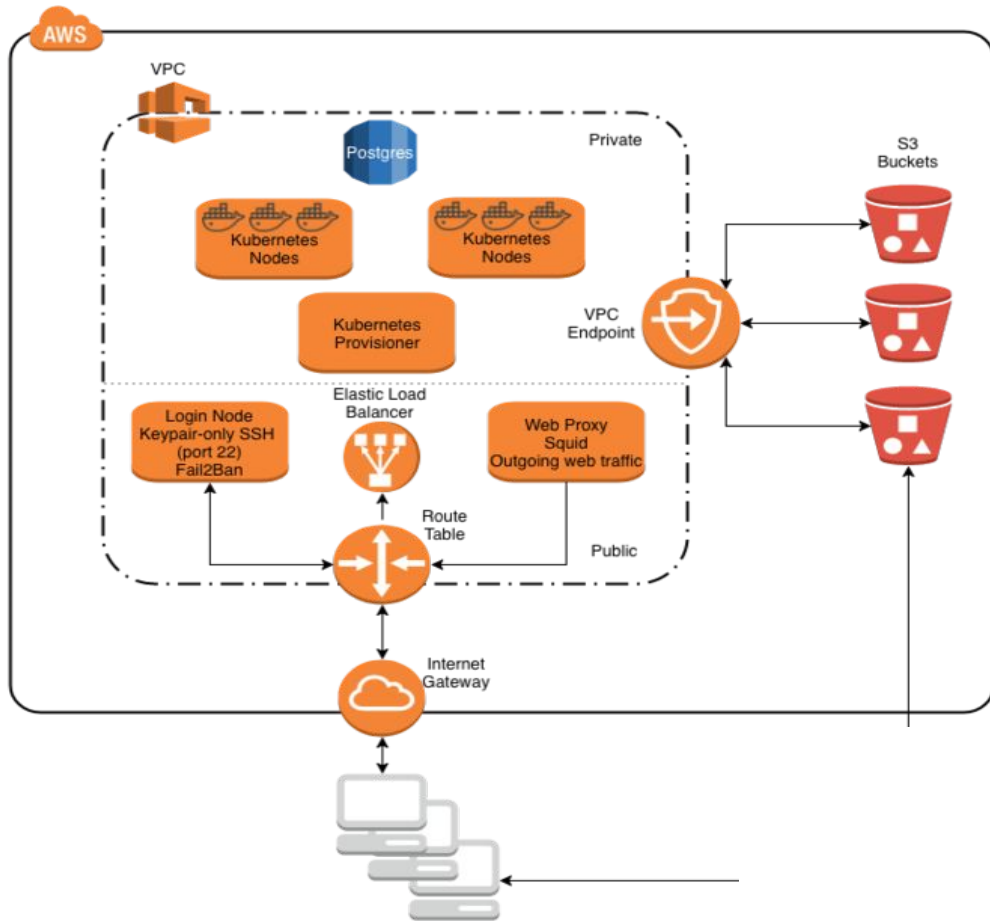 AWS
VPC
Postgres
Private
S3
Buckets
Kubernetes
Nodes
Kubernetes
Nodes
Kubernetes
Provisioner
VPC
Endpoint
Elastic Load
Balancer
Login Node
Keypair-only SSH
(port 22)
Fail2Ban
Web Proxy
Squid
Outgoing web traffic
Route
Table
Public
Internet
Gateway